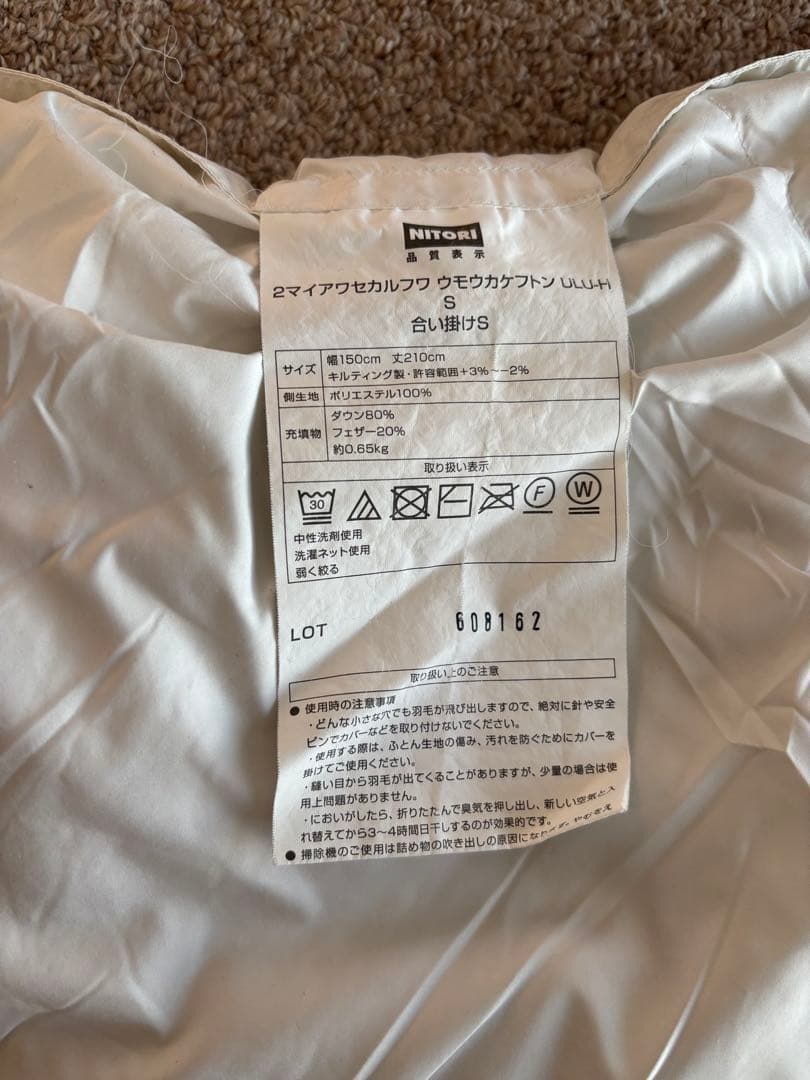 NITORI
品質表示
2マイアワセカルフワ ウモウカケフトン ULU-H
S
合い掛けS
サイズ 幅150cm 丈210cm
キルティング製・許容範囲+3%~-2%
側生地 ポリエステル100%
充填物 ダウン80%
フェザー20%
約0.65kg
取り扱い表示
30 F W
中性洗剤使用
洗濯ネット使用
弱く絞る
LOT 608162
取り扱い上のご注意
● 使用時の注意事項
・どんな小さな穴でも羽毛が飛び出しますので、絶対に針や安全
ピンでカバーなどを取り付けないでください。
・使用する際は、ふとん生地の傷み、汚れを防ぐためにカバーを
掛けてご使用ください。
・縫い目から羽毛が出てくることがありますが、少量の場合は使
用上問題がありません。
・においがしたら、折りたたんで臭気を押し出し、新しい空気と入
れ替えてから3~4時間日干しするのが効果的です。
● 掃除機のご使用は詰め物の吹き出しの原因に